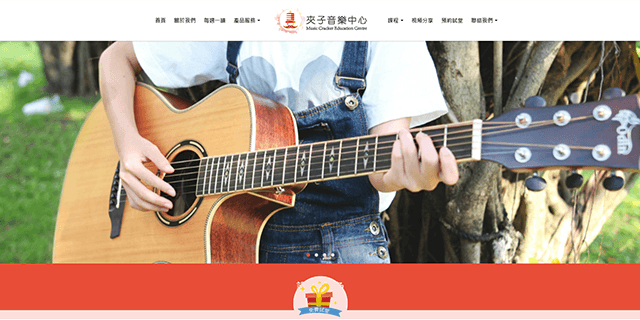 首頁 關於我們 每週一讀 產品服務 夾子音樂中心 課程 視頻分享 預約試堂 聯絡我們
Music Clacker Education Center
免費試堂